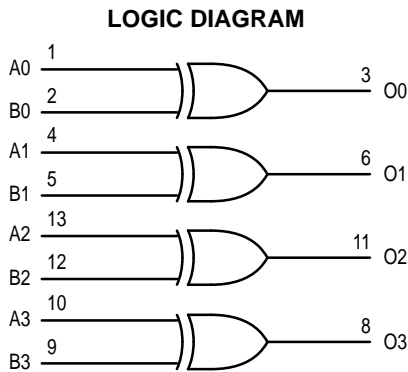 LOGIC DIAGRAM
A0 1
3 O0
B0 2
A1 4
6 O1
B1 5
A2 13
11 O2
B2 12
A3 10
8 O3
B3 9